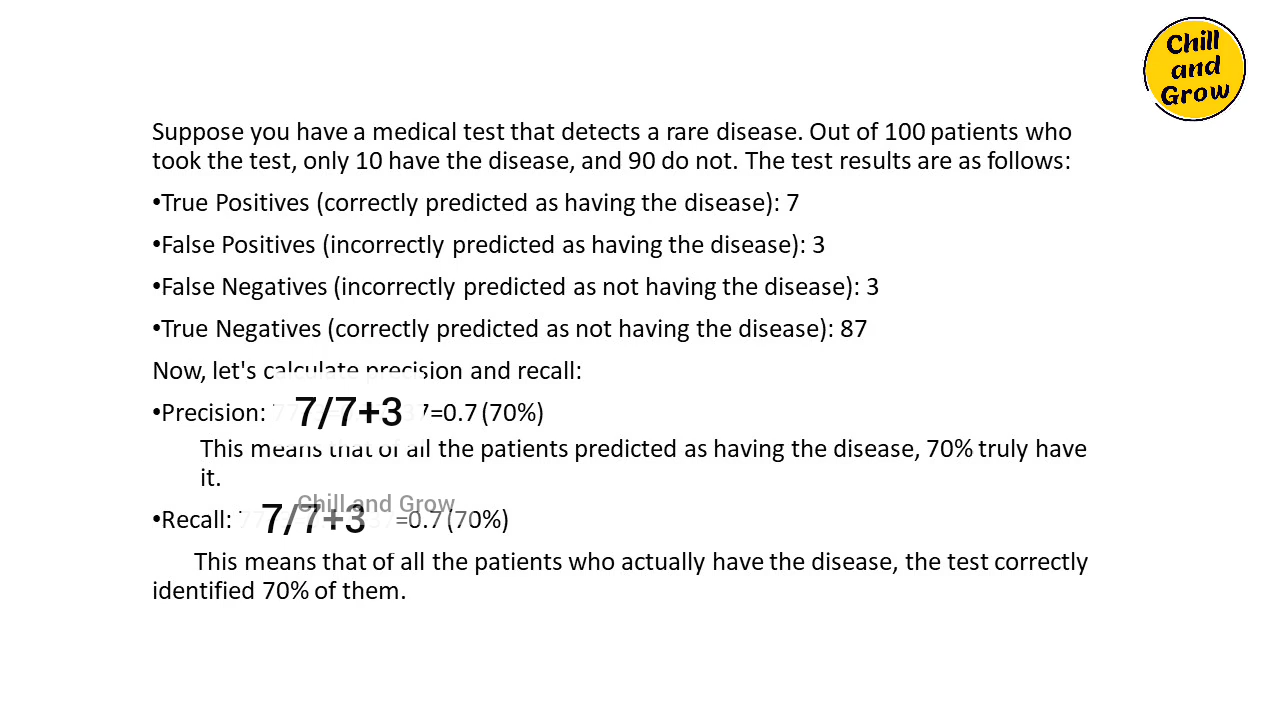 Chill
and
Grow
Suppose you have a medical test that detects a rare disease. Out of 100 patients who
took the test, only 10 have the disease, and 90 do not. The test results are as follows:
•True Positives (correctly predicted as having the disease): 7
•False Positives (incorrectly predicted as having the disease): 3
•False Negatives (incorrectly predicted as not having the disease): 3
•True Negatives (correctly predicted as not having the disease): 87
Now, let's calculate precision and recall:
•Precision: 7/7+3 =0.7 (70%)
This means that of all the patients predicted as having the disease, 70% truly have
it.
Chill and Grow
•Recall: 7/7+3 =0.7 (70%)
This means that of all the patients who actually have the disease, the test correctly
identified 70% of them.